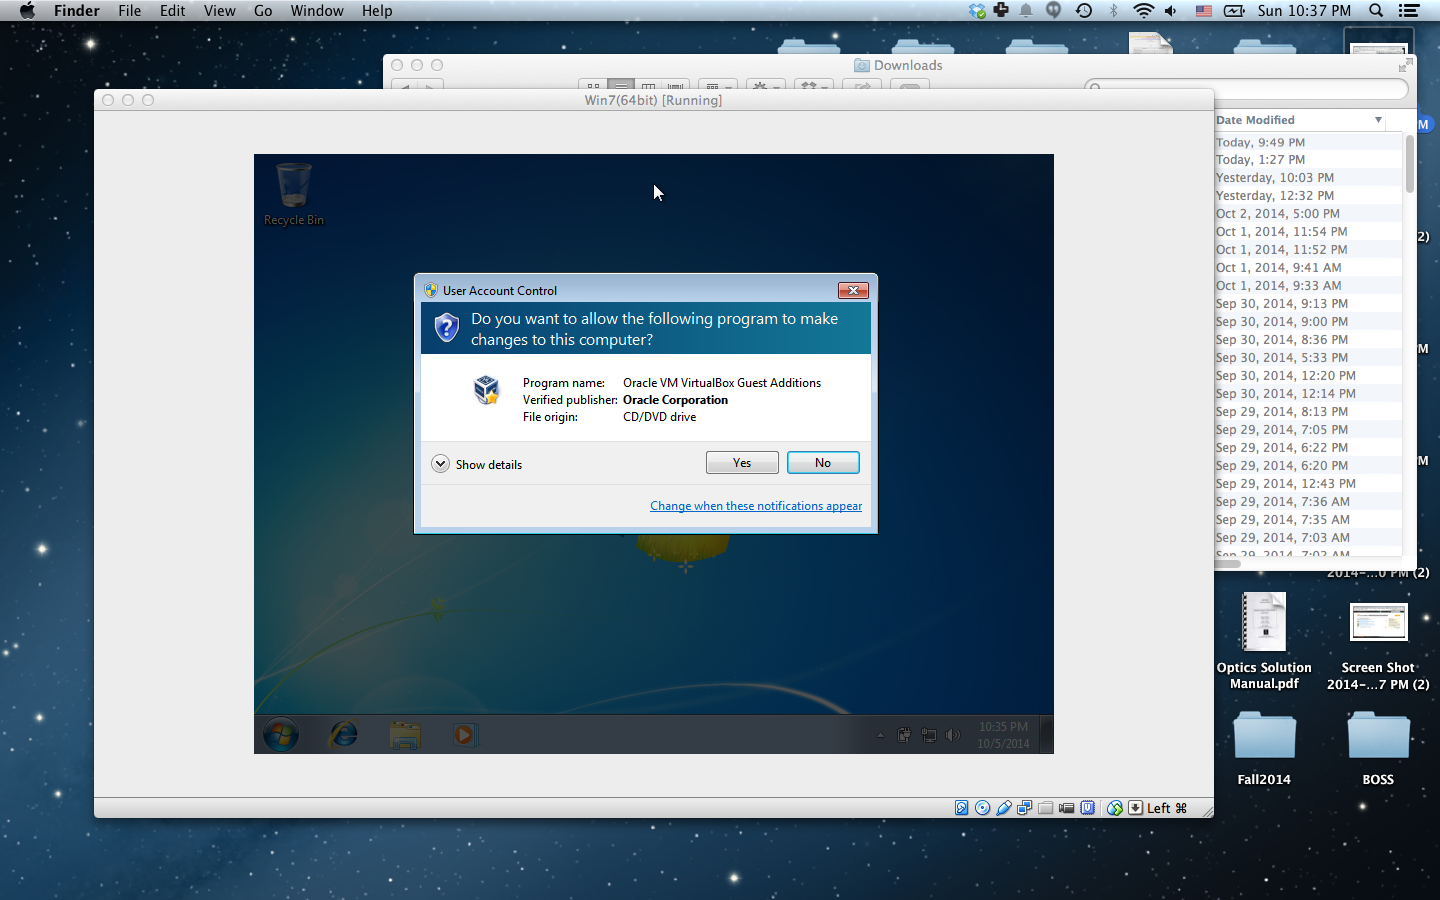 Finder File Edit View Go Window Help Sun 10:37 PM
Downloads
Win7(64bit) [Running]
Date Modified
Today, 9:49 PM
Today, 1:27 PM
Yesterday, 10:03 PM
Yesterday, 12:32 PM
Oct 2, 2014, 5:00 PM
Oct 1, 2014, 11:54 PM
Oct 1, 2014, 11:52 PM
Oct 1, 2014, 9:41 AM
Oct 1, 2014, 9:33 AM
Sep 30, 2014, 9:13 PM
Sep 30, 2014, 9:00 PM
Sep 30, 2014, 8:36 PM
Sep 30, 2014, 5:33 PM
Sep 30, 2014, 12:20 PM
Sep 30, 2014, 12:14 PM
Sep 29, 2014, 8:13 PM
Sep 29, 2014, 7:05 PM
Sep 29, 2014, 6:22 PM
Sep 29, 2014, 6:20 PM
Sep 29, 2014, 12:43 PM
Sep 29, 2014, 7:36 AM
Sep 29, 2014, 7:35 AM
Sep 29, 2014, 7:03 AM
Sep 29, 2014, 7:02 AM
M
2)
M
M
2014-...0 PM (2)
Recycle Bin
User Account Control
Do you want to allow the following program to make
changes to this computer?
Program name: Oracle VM VirtualBox Guest Additions
Verified publisher: Oracle Corporation
File origin: CD/DVD drive
Show details
Yes
No
Change when these notifications appear
10:35 PM
10/5/2014
Left ⌘
Optics Solution
Manual.pdf
Screen Shot
2014-...7 PM (2)
Fall2014
BOSS